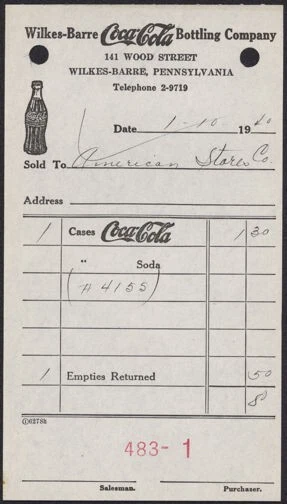 Wilkes-Barre Coca-Cola Bottling Company
141 WOOD STREET
WILKES-BARRE, PENNSYLVANIA
Telephone 2-9719
Date 1-10 1940
Sold To American Stores Co.
Address
1 Cases Coca-Cola 1 30
" Soda
(#4155)
1 Empties Returned 50
8
©6278h
483- 1
Salesman. Purchaser.